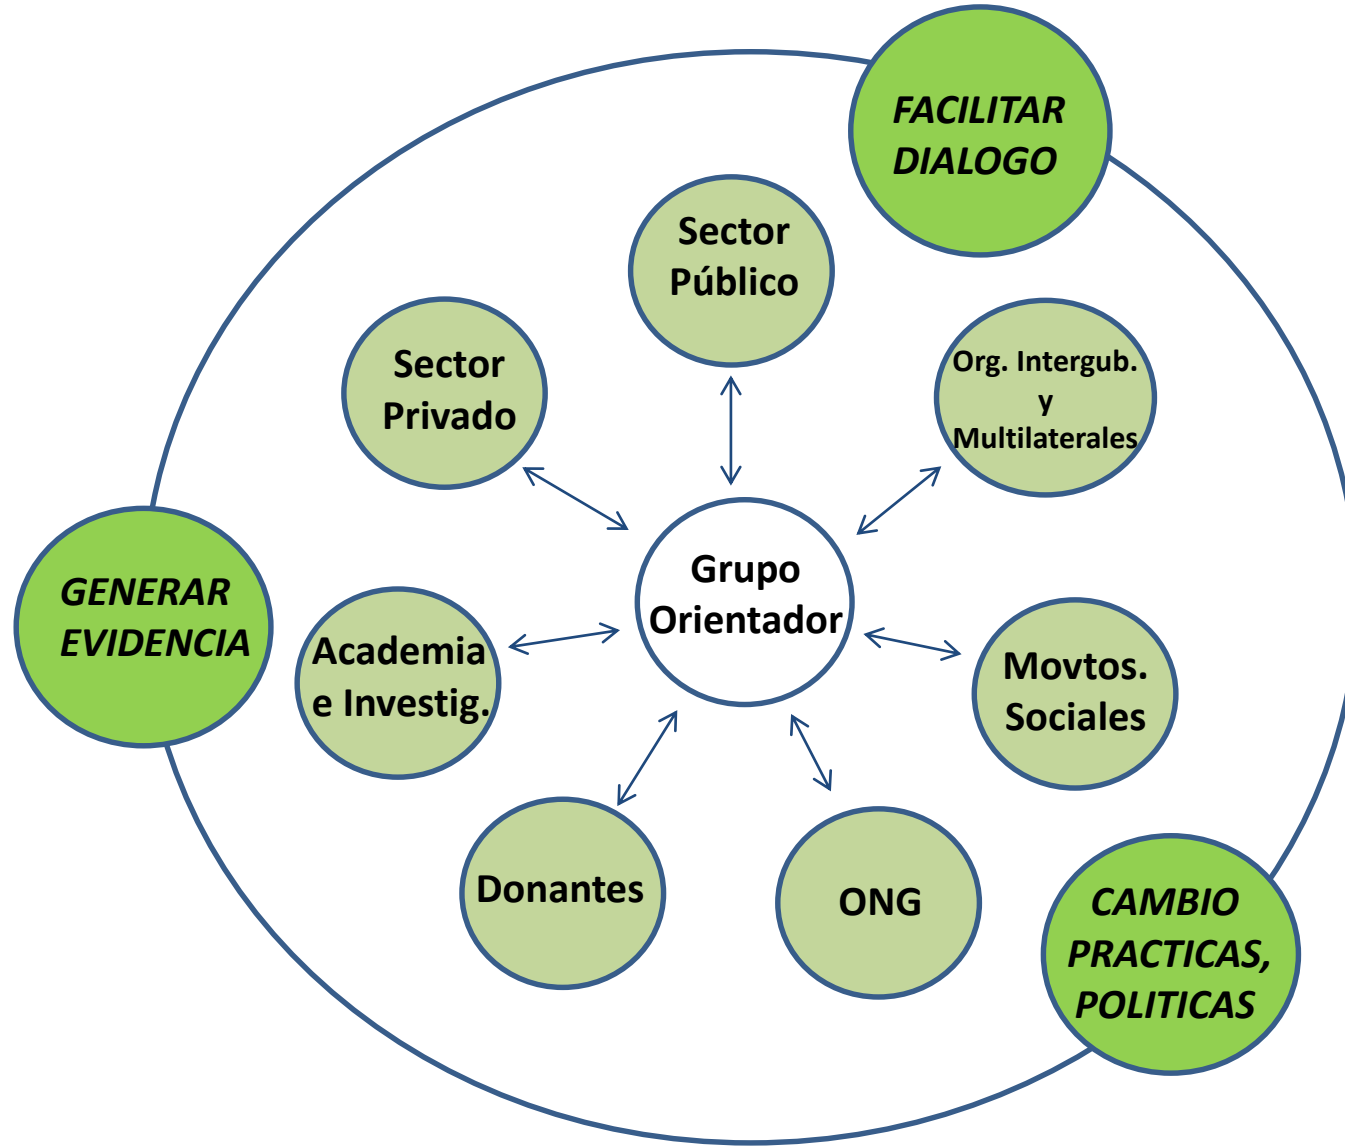 FACILITAR
DIALOGO
Sector
Público
Sector
Privado
Org. Intergub.
y
Multilaterales
Grupo
Orientador
GENERAR
EVIDENCIA
Academia
e Investig.
Movtos.
Sociales
Donantes
ONG
CAMBIO
PRACTICAS,
POLITICAS